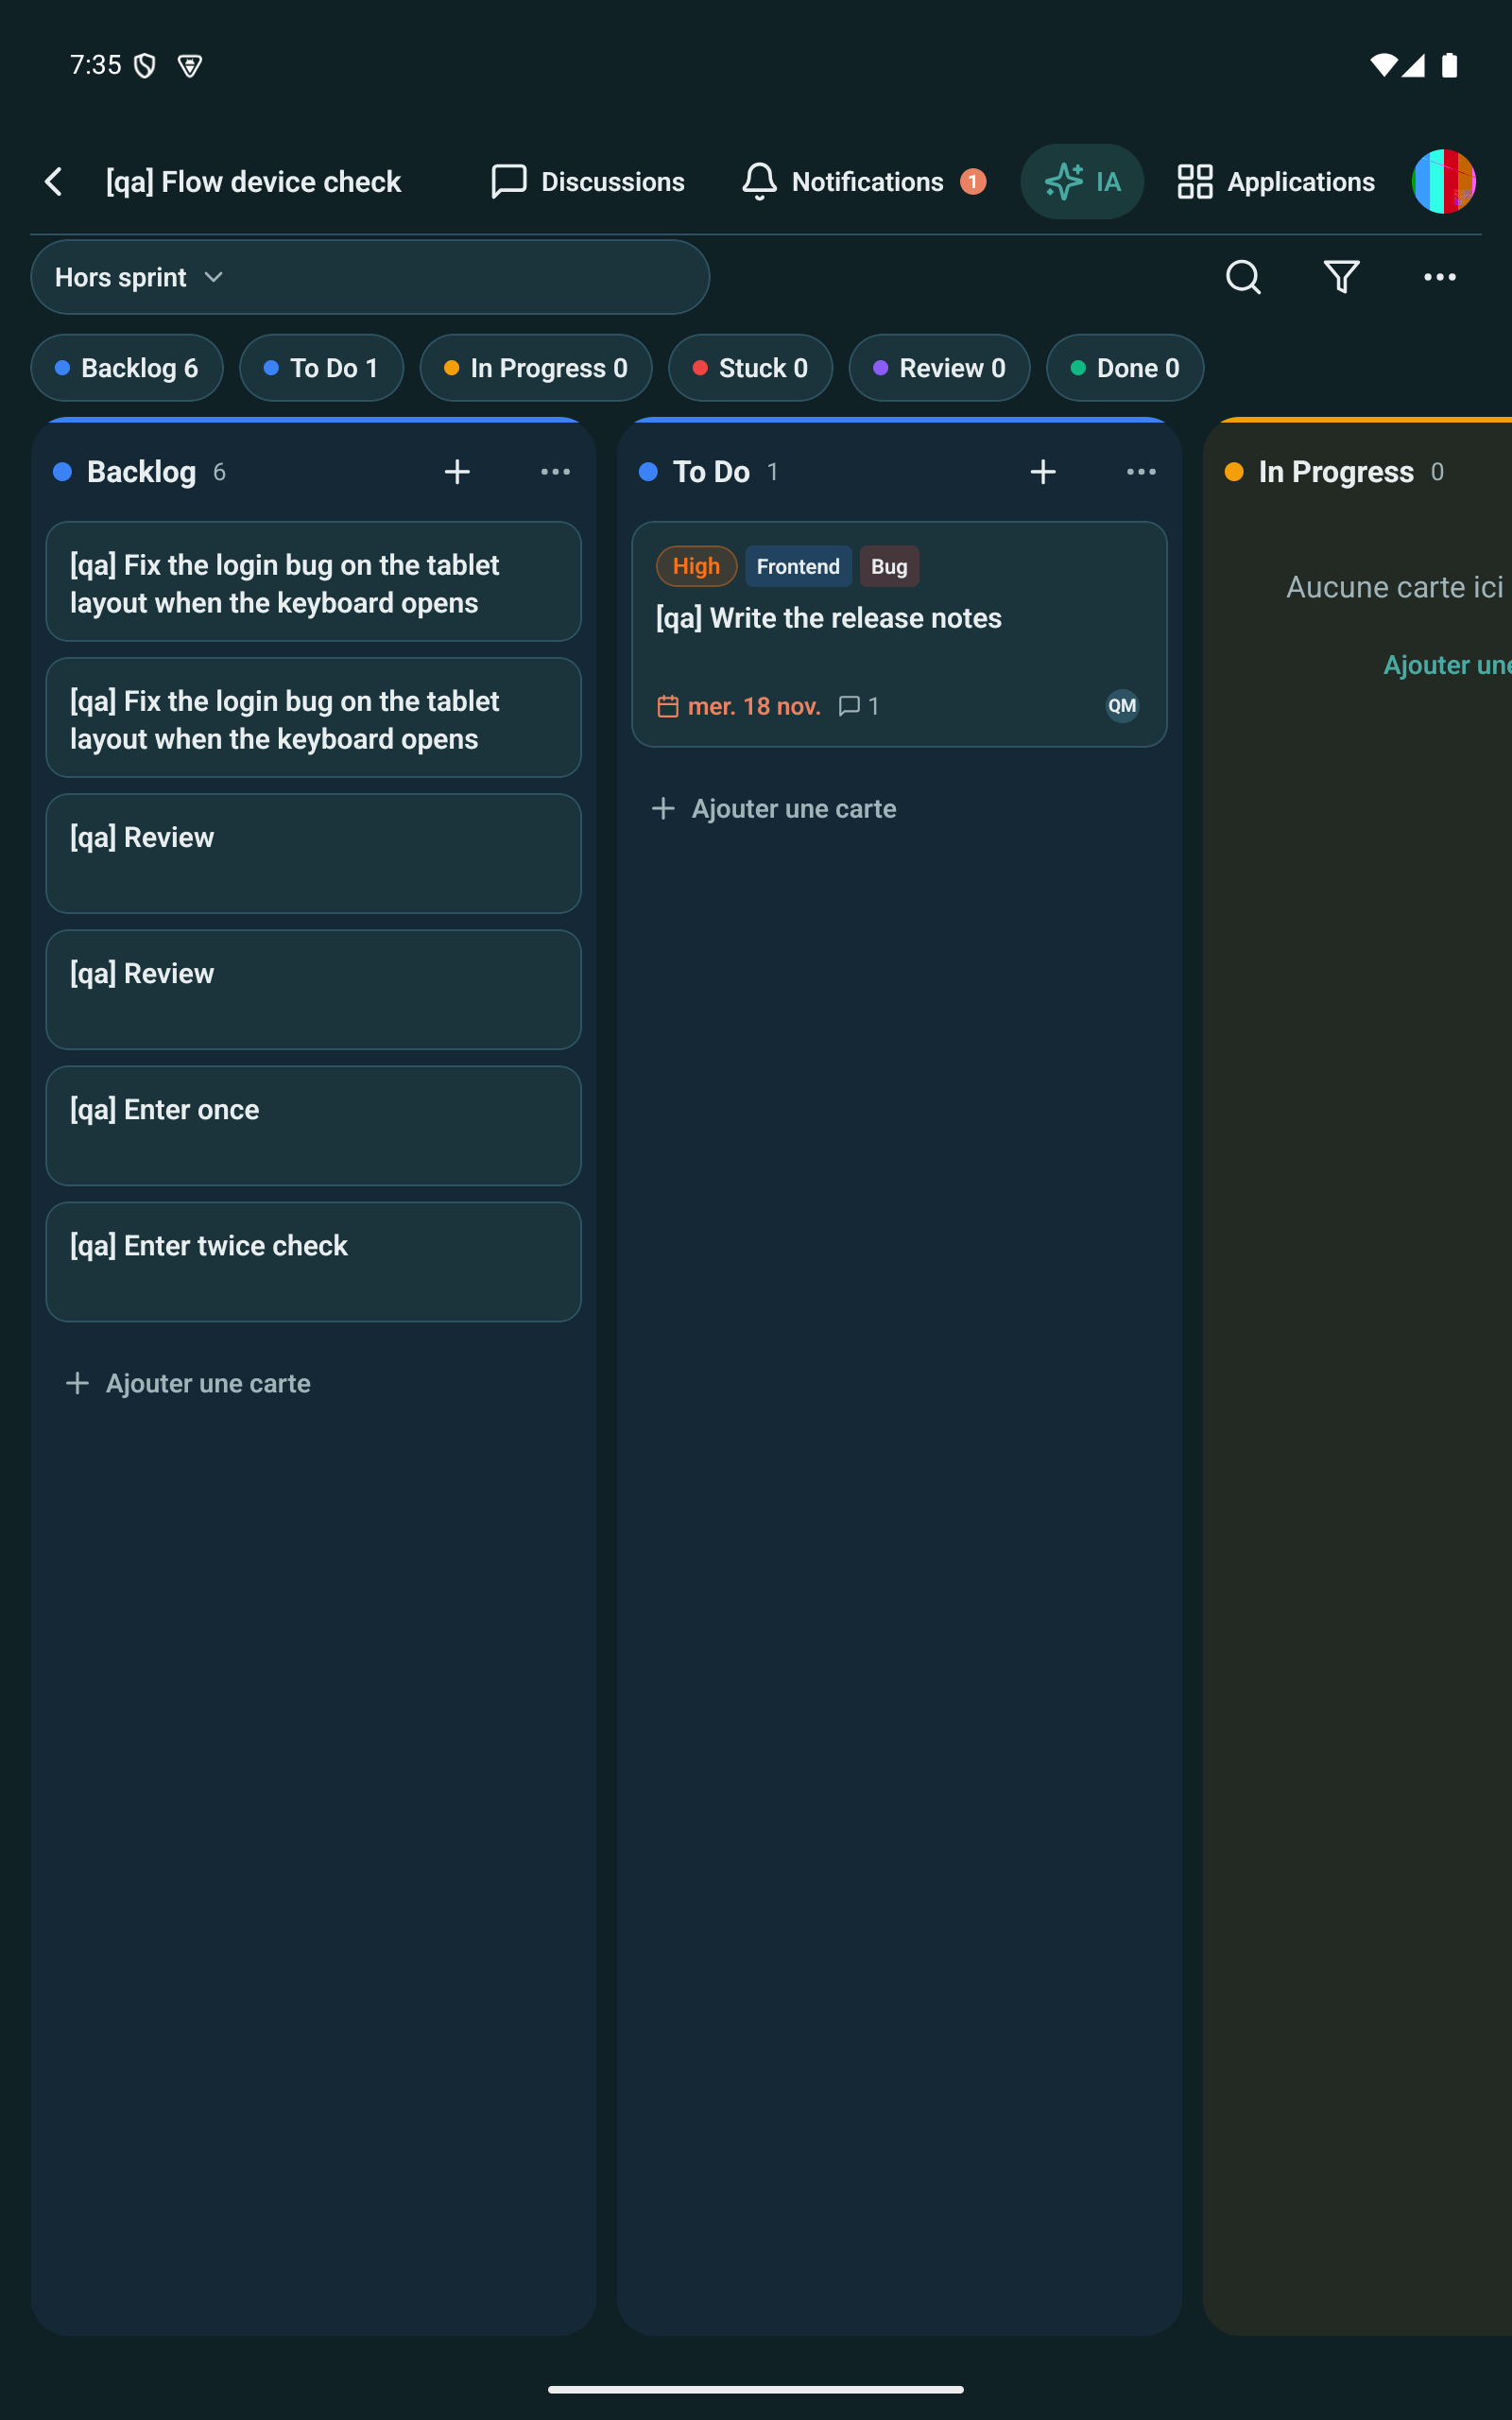 7:35
[qa] Flow device check
Discussions
Notifications 1
IA
Applications
Hors sprint
Backlog 6
To Do 1
In Progress 0
Stuck 0
Review 0
Done 0
Backlog 6
[qa] Fix the login bug on the tablet
layout when the keyboard opens
[qa] Fix the login bug on the tablet
layout when the keyboard opens
[qa] Review
[qa] Review
[qa] Enter once
[qa] Enter twice check
Ajouter une carte
To Do 1
High Frontend Bug
[qa] Write the release notes
mer. 18 nov. 1 QM
Ajouter une carte
In Progress 0
Aucune carte ici
Ajouter une